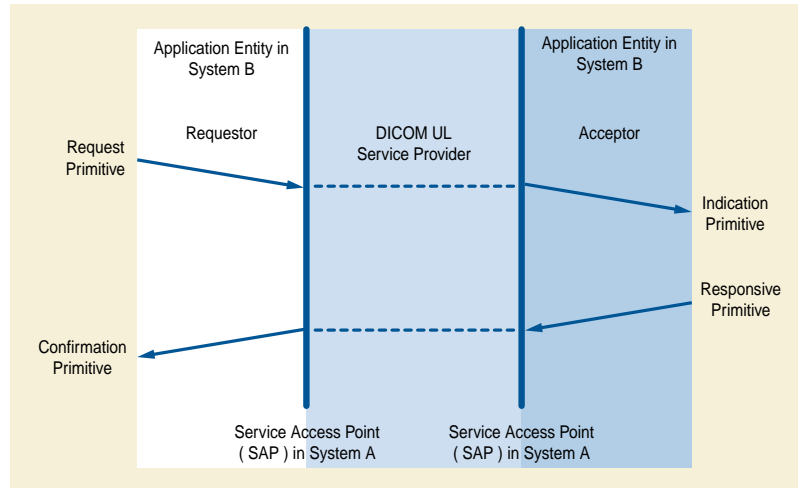 Application Entity in
System B
Application Entity in
System B
Requestor
DICOM UL
Service Provider
Acceptor
Request
Primitive
Indication
Primitive
Responsive
Primitive
Confirmation
Primitive
Service Access Point
( SAP ) in System A
Service Access Point
( SAP ) in System A